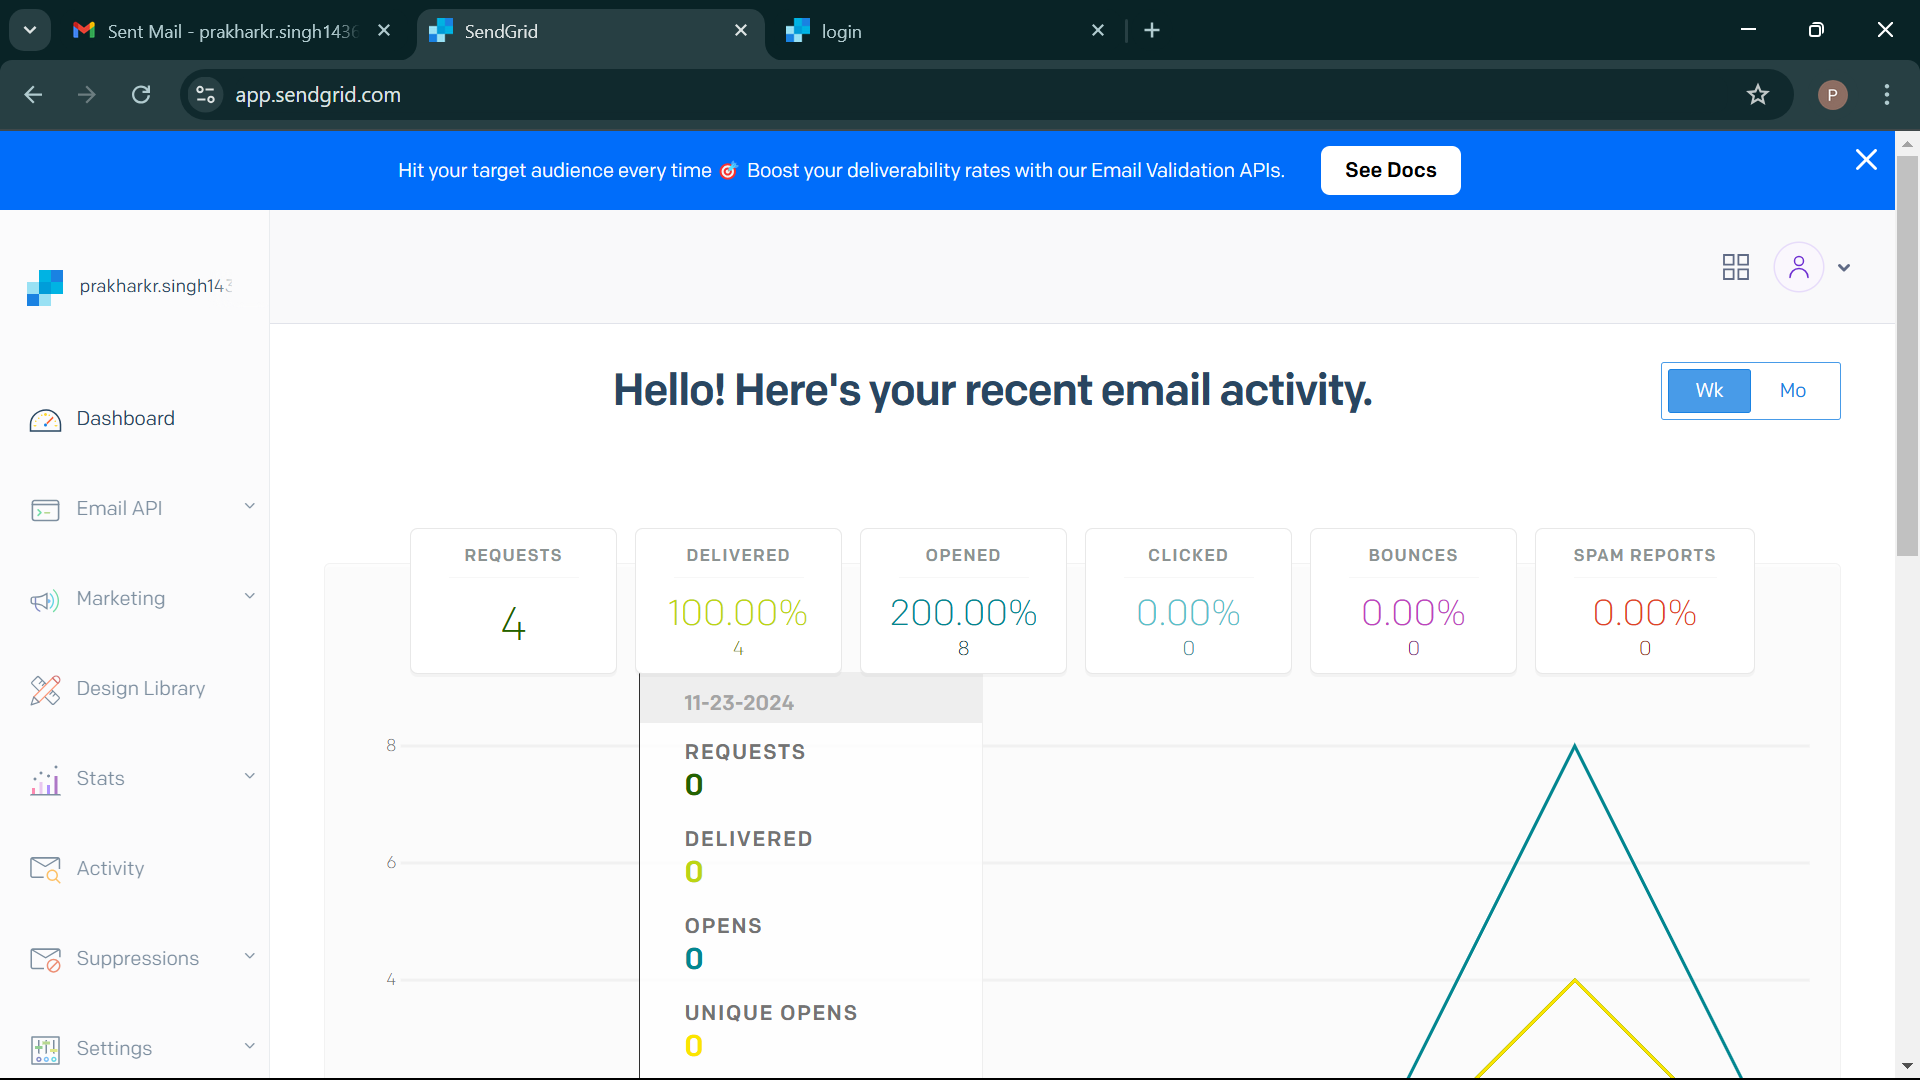 Sent Mail - prakharkr.singh1436
SendGrid
login
app.sendgrid.com
P
Hit your target audience every time 🎯 Boost your deliverability rates with our Email Validation APIs.
See Docs
prakharkr.singh143
Hello! Here's your recent email activity.
Wk
Mo
Dashboard
Email API
Marketing
Design Library
Stats
Activity
Suppressions
Settings
REQUESTS
4
DELIVERED
100.00%
4
OPENED
200.00%
8
CLICKED
0.00%
0
BOUNCES
0.00%
0
SPAM REPORTS
0.00%
0
8
6
4
11-23-2024
REQUESTS
0
DELIVERED
0
OPENS
0
UNIQUE OPENS
0